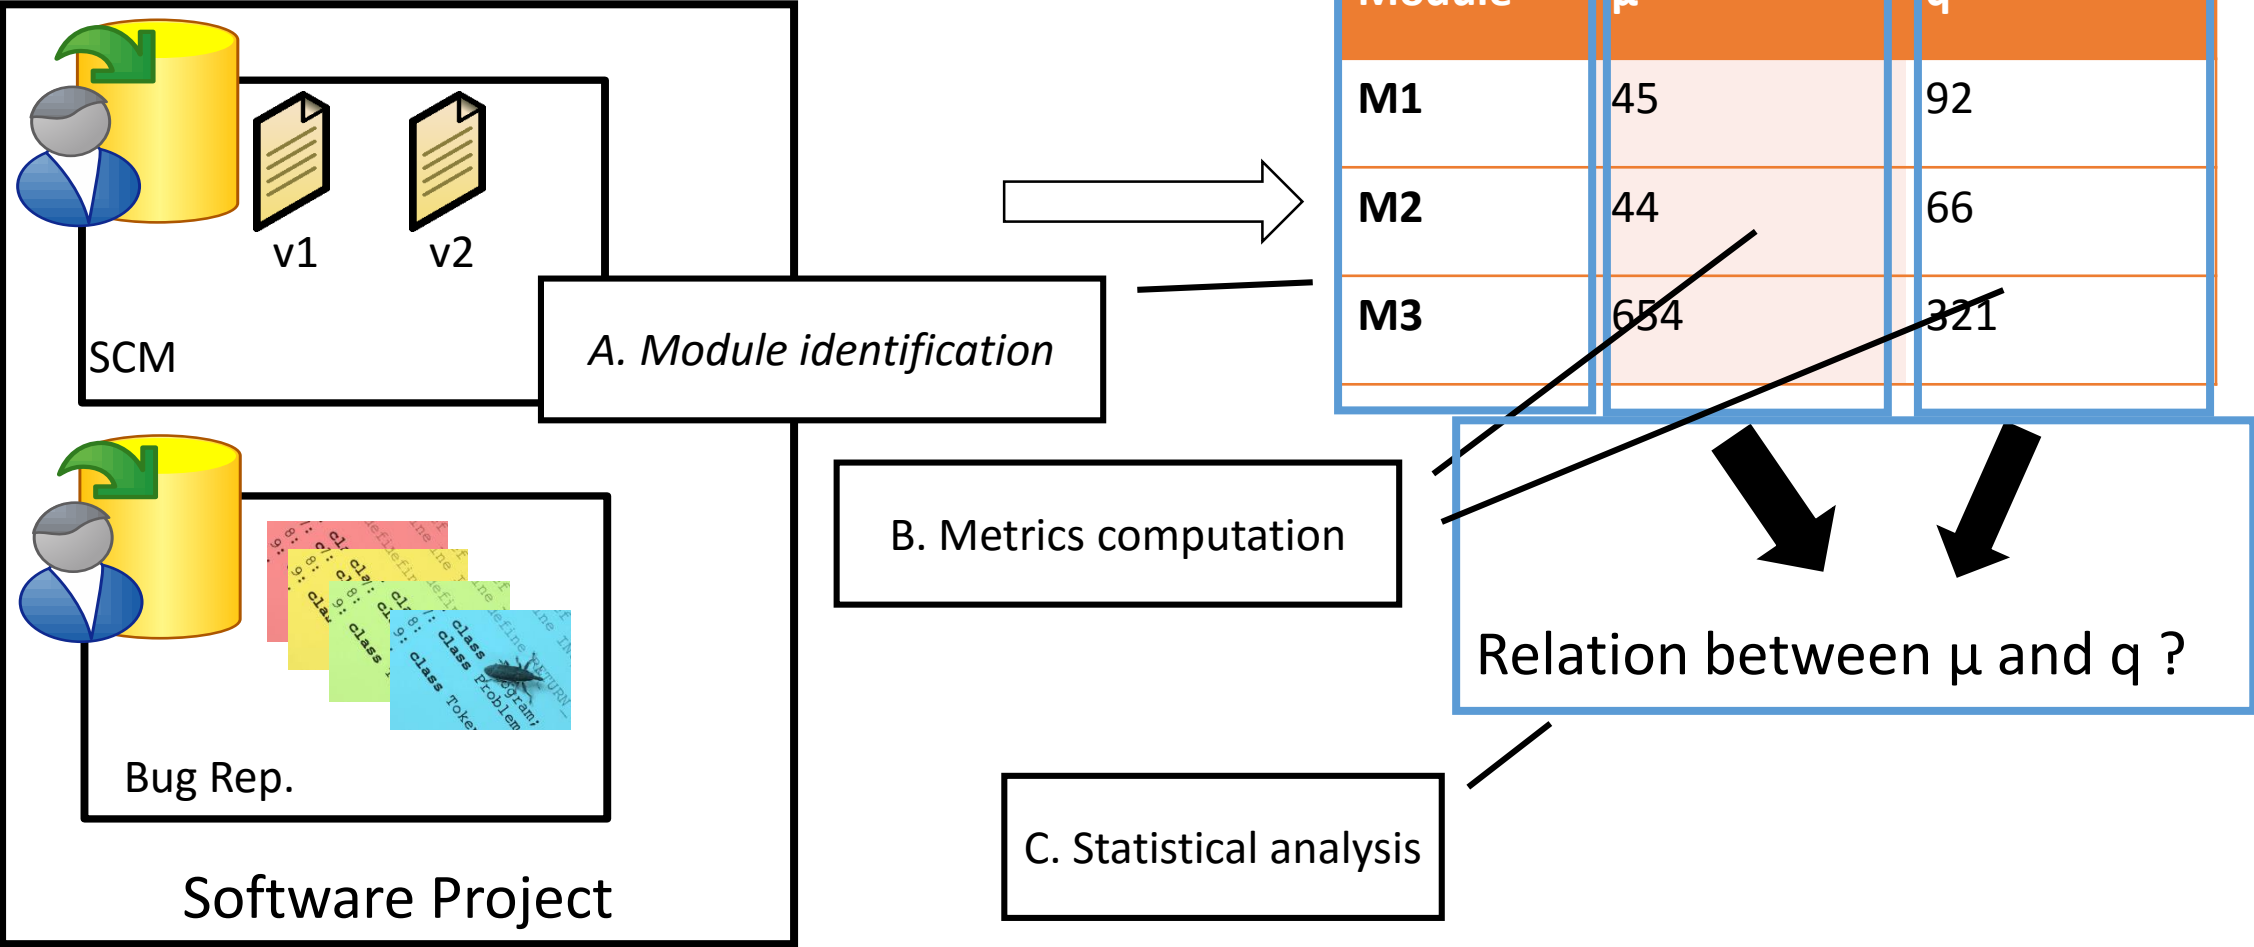 Module μ q
M1 45 92
M2 44 66
M3 654 321
v1 v2
SCM
A. Module identification
B. Metrics computation
Relation between μ and q ?
Bug Rep.
C. Statistical analysis
Software Project